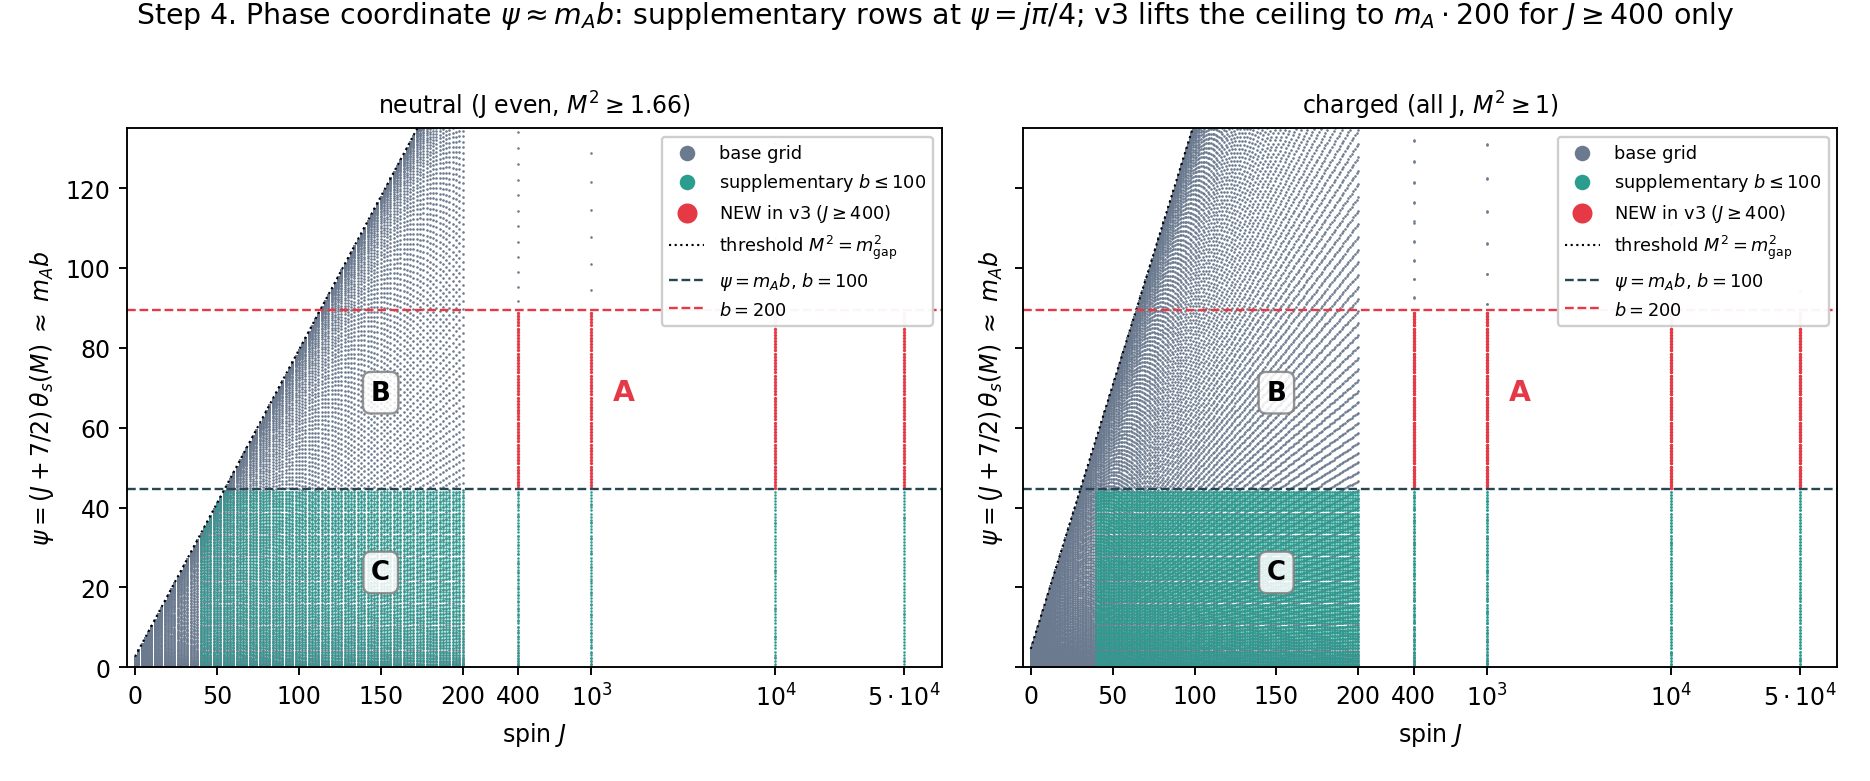 Step 4. Phase coordinate ψ ≈ m_A b: supplementary rows at ψ = jπ/4; v3 lifts the ceiling to m_A · 200 for J ≥ 400 only
neutral (J even, M² ≥ 1.66)
ψ = (J + 7/2) θ_s(M) ≈ m_A b
120
100
80
60
40
20
0
base grid
supplementary b ≤ 100
NEW in v3 (J ≥ 400)
threshold M² = m²_gap
ψ = m_A b, b = 100
b = 200
B
A
C
0 50 100 150 200 400 10³ 10⁴ 5 · 10⁴
spin J
charged (all J, M² ≥ 1)
ψ = (J + 7/2) θ_s(M) ≈ m_A b
base grid
supplementary b ≤ 100
NEW in v3 (J ≥ 400)
threshold M² = m²_gap
ψ = m_A b, b = 100
b = 200
B
A
C
0 50 100 150 200 400 10³ 10⁴ 5 · 10⁴
spin J